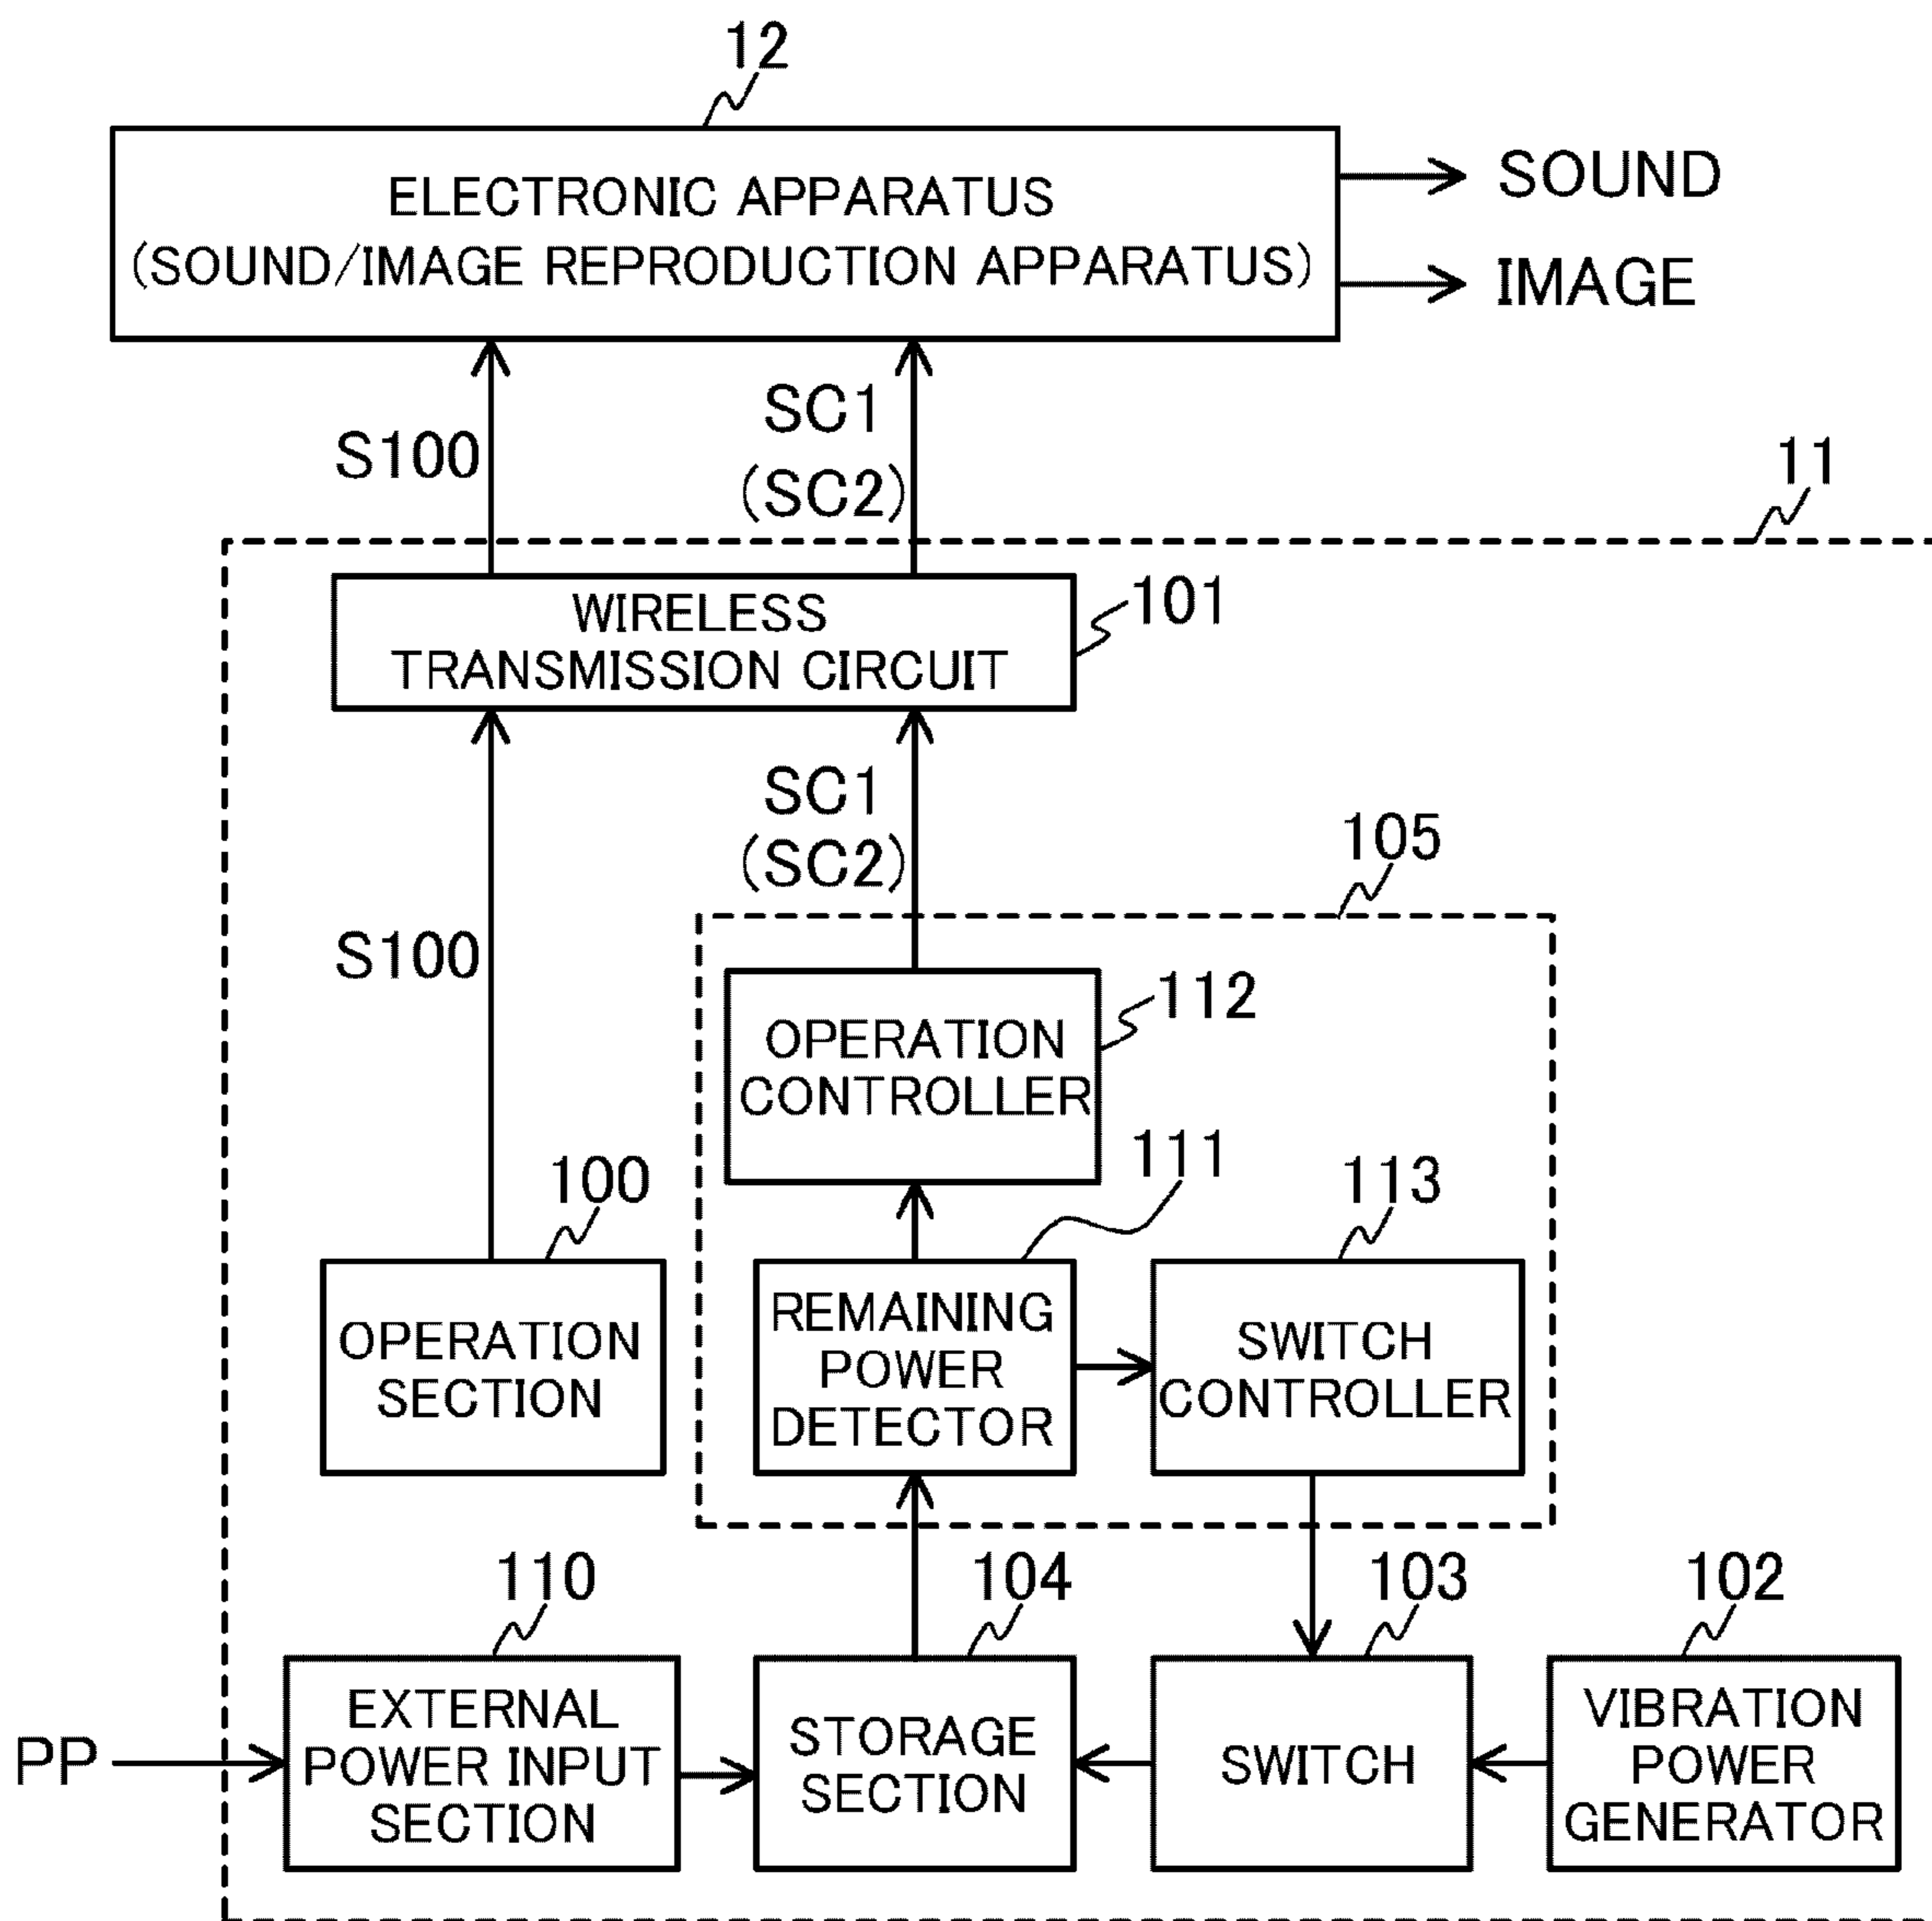 12
ELECTRONIC APPARATUS
(SOUND/IMAGE REPRODUCTION APPARATUS)
SOUND
IMAGE
S100
SC1
(SC2)
11
WIRELESS
TRANSMISSION CIRCUIT
101
SC1
(SC2)
S100
105
OPERATION
CONTROLLER
112
100
111
113
OPERATION
SECTION
REMAINING
POWER
DETECTOR
SWITCH
CONTROLLER
110
104
103
102
PP
EXTERNAL
POWER INPUT
SECTION
STORAGE
SECTION
SWITCH
VIBRATION
POWER
GENERATOR